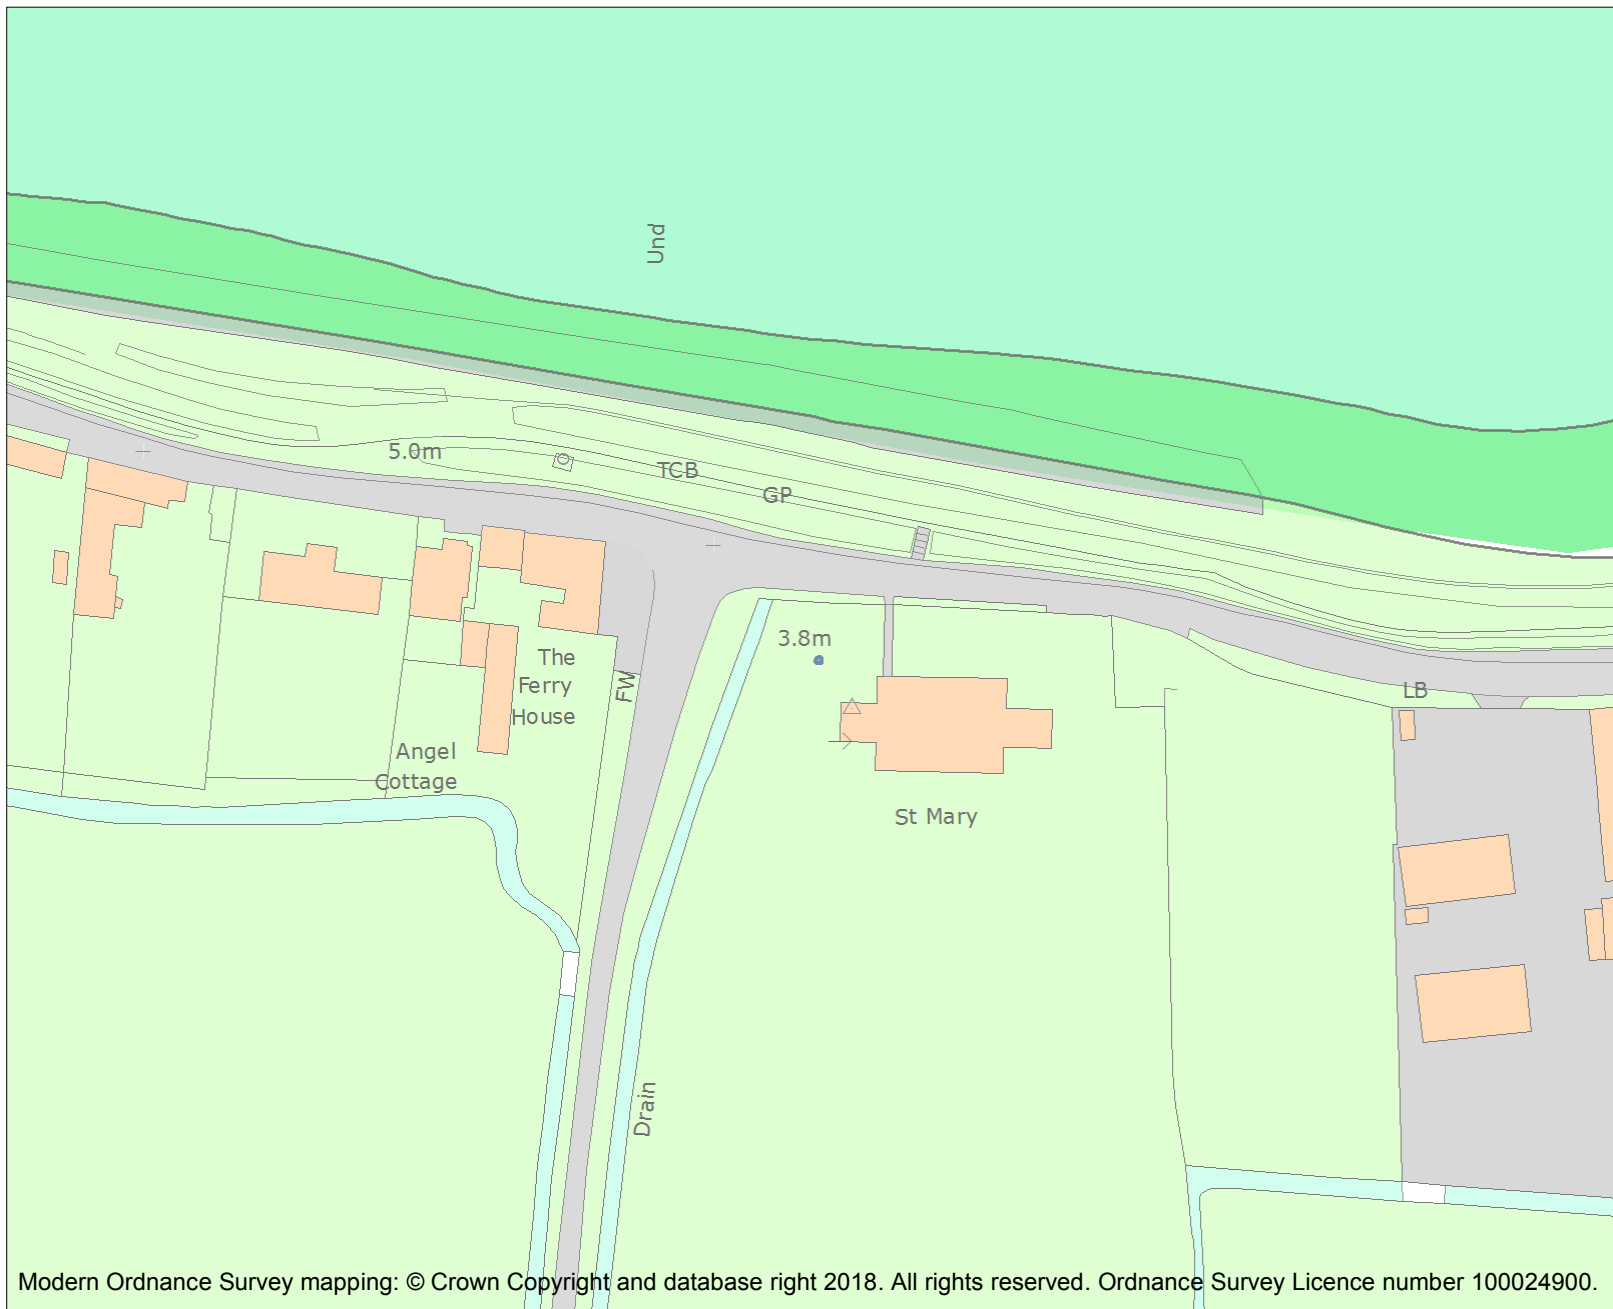 Und
5.0m
TCB
GP
3.8m
The
Ferry
House
FW
LB
Angel
Cottage
St Mary
Drain
Modern Ordnance Survey mapping: © Crown Copyright and database right 2018. All rights reserved. Ordnance Survey Licence number 100024900.